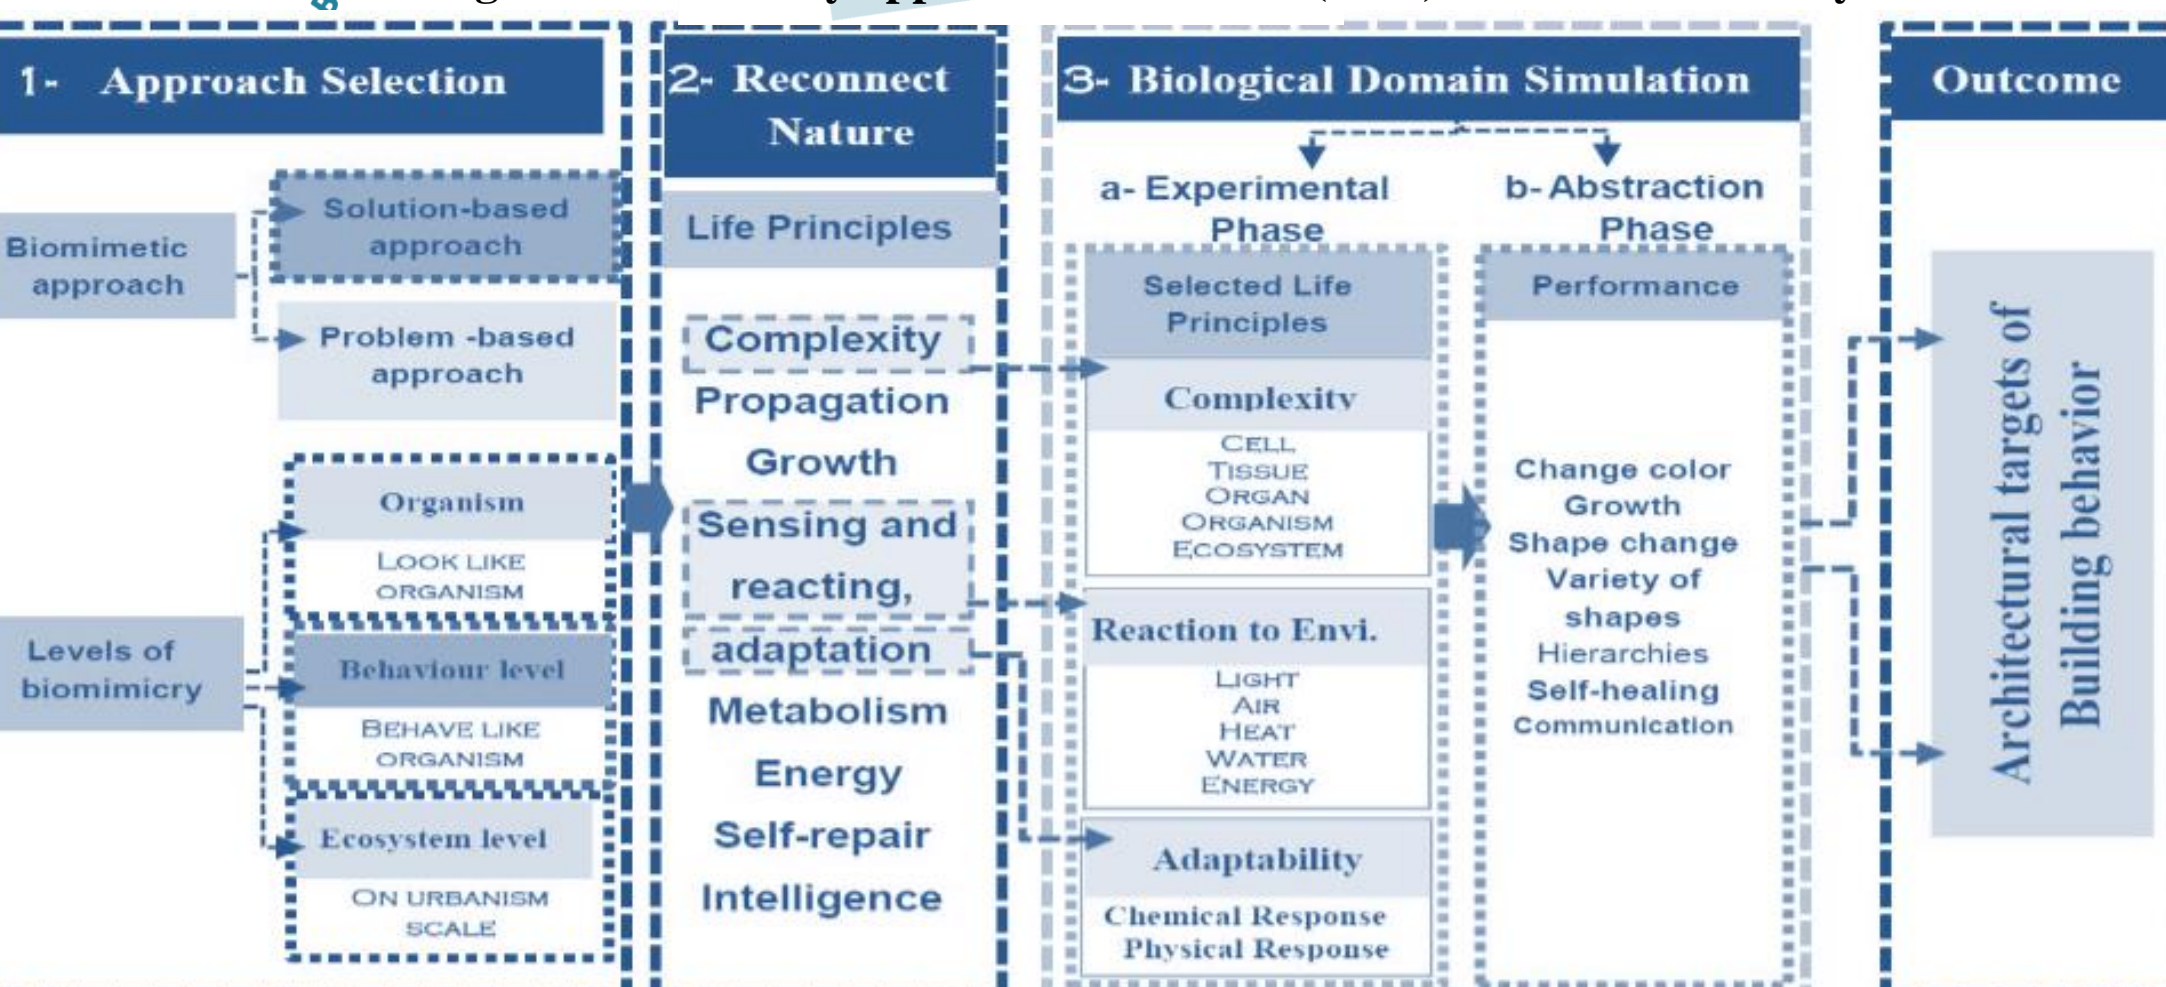 1- Approach Selection
Biomimetic
approach
Solution-based
approach
Problem -based
approach
Levels of
biomimicry
Organism
LOOK LIKE
ORGANISM
Behaviour level
BEHAVE LIKE
ORGANISM
Ecosystem level
ON URBANISM
SCALE
2- Reconnect
Nature
Life Principles
Complexity
Propagation
Growth
Sensing and
reacting,
adaptation
Metabolism
Energy
Self-repair
Intelligence
3- Biological Domain Simulation
a- Experimental
Phase
Selected Life
Principles
Complexity
CELL
TISSUE
ORGAN
ORGANISM
ECOSYSTEM
Reaction to Envi.
LIGHT
AIR
HEAT
WATER
ENERGY
Adaptability
Chemical Response
Physical Response
b- Abstraction
Phase
Performance
Change color
Growth
Shape change
Variety of
shapes
Hierarchies
Self-healing
Communication
Outcome
Architectural targets of
Building behavior